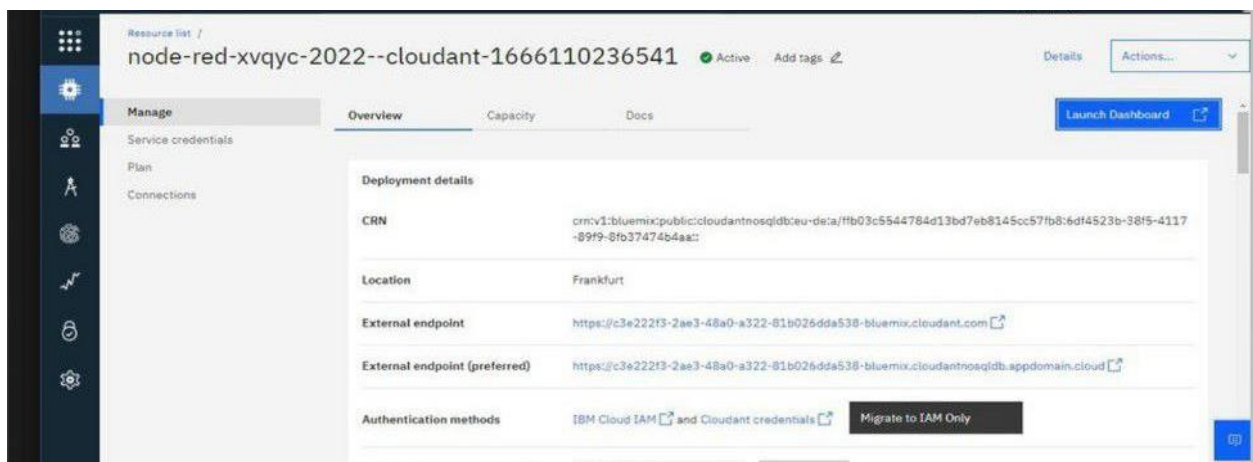 Resource list /
node-red-xvqyc-2022--cloudant-1666110236541 Active Add tags Details Actions...
Manage Overview Capacity Docs Launch Dashboard
Service credentials
Plan
Connections
Deployment details
CRN crn:v1:bluemix:public:cloudantnosqldb:eu-de:a/ffb03c5544784d13bd7eb8145cc57fb8:6df4523b-38f5-4117
-89f9-8fb37474b4aa::
Location Frankfurt
External endpoint https://c3e222f3-2ae3-48a0-a322-81b026dda538-bluemix.cloudant.com
External endpoint (preferred) https://c3e222f3-2ae3-48a0-a322-81b026dda538-bluemix.cloudantnosqldb.appdomain.cloud
Authentication methods IBM Cloud IAM and Cloudant credentials Migrate to IAM Only